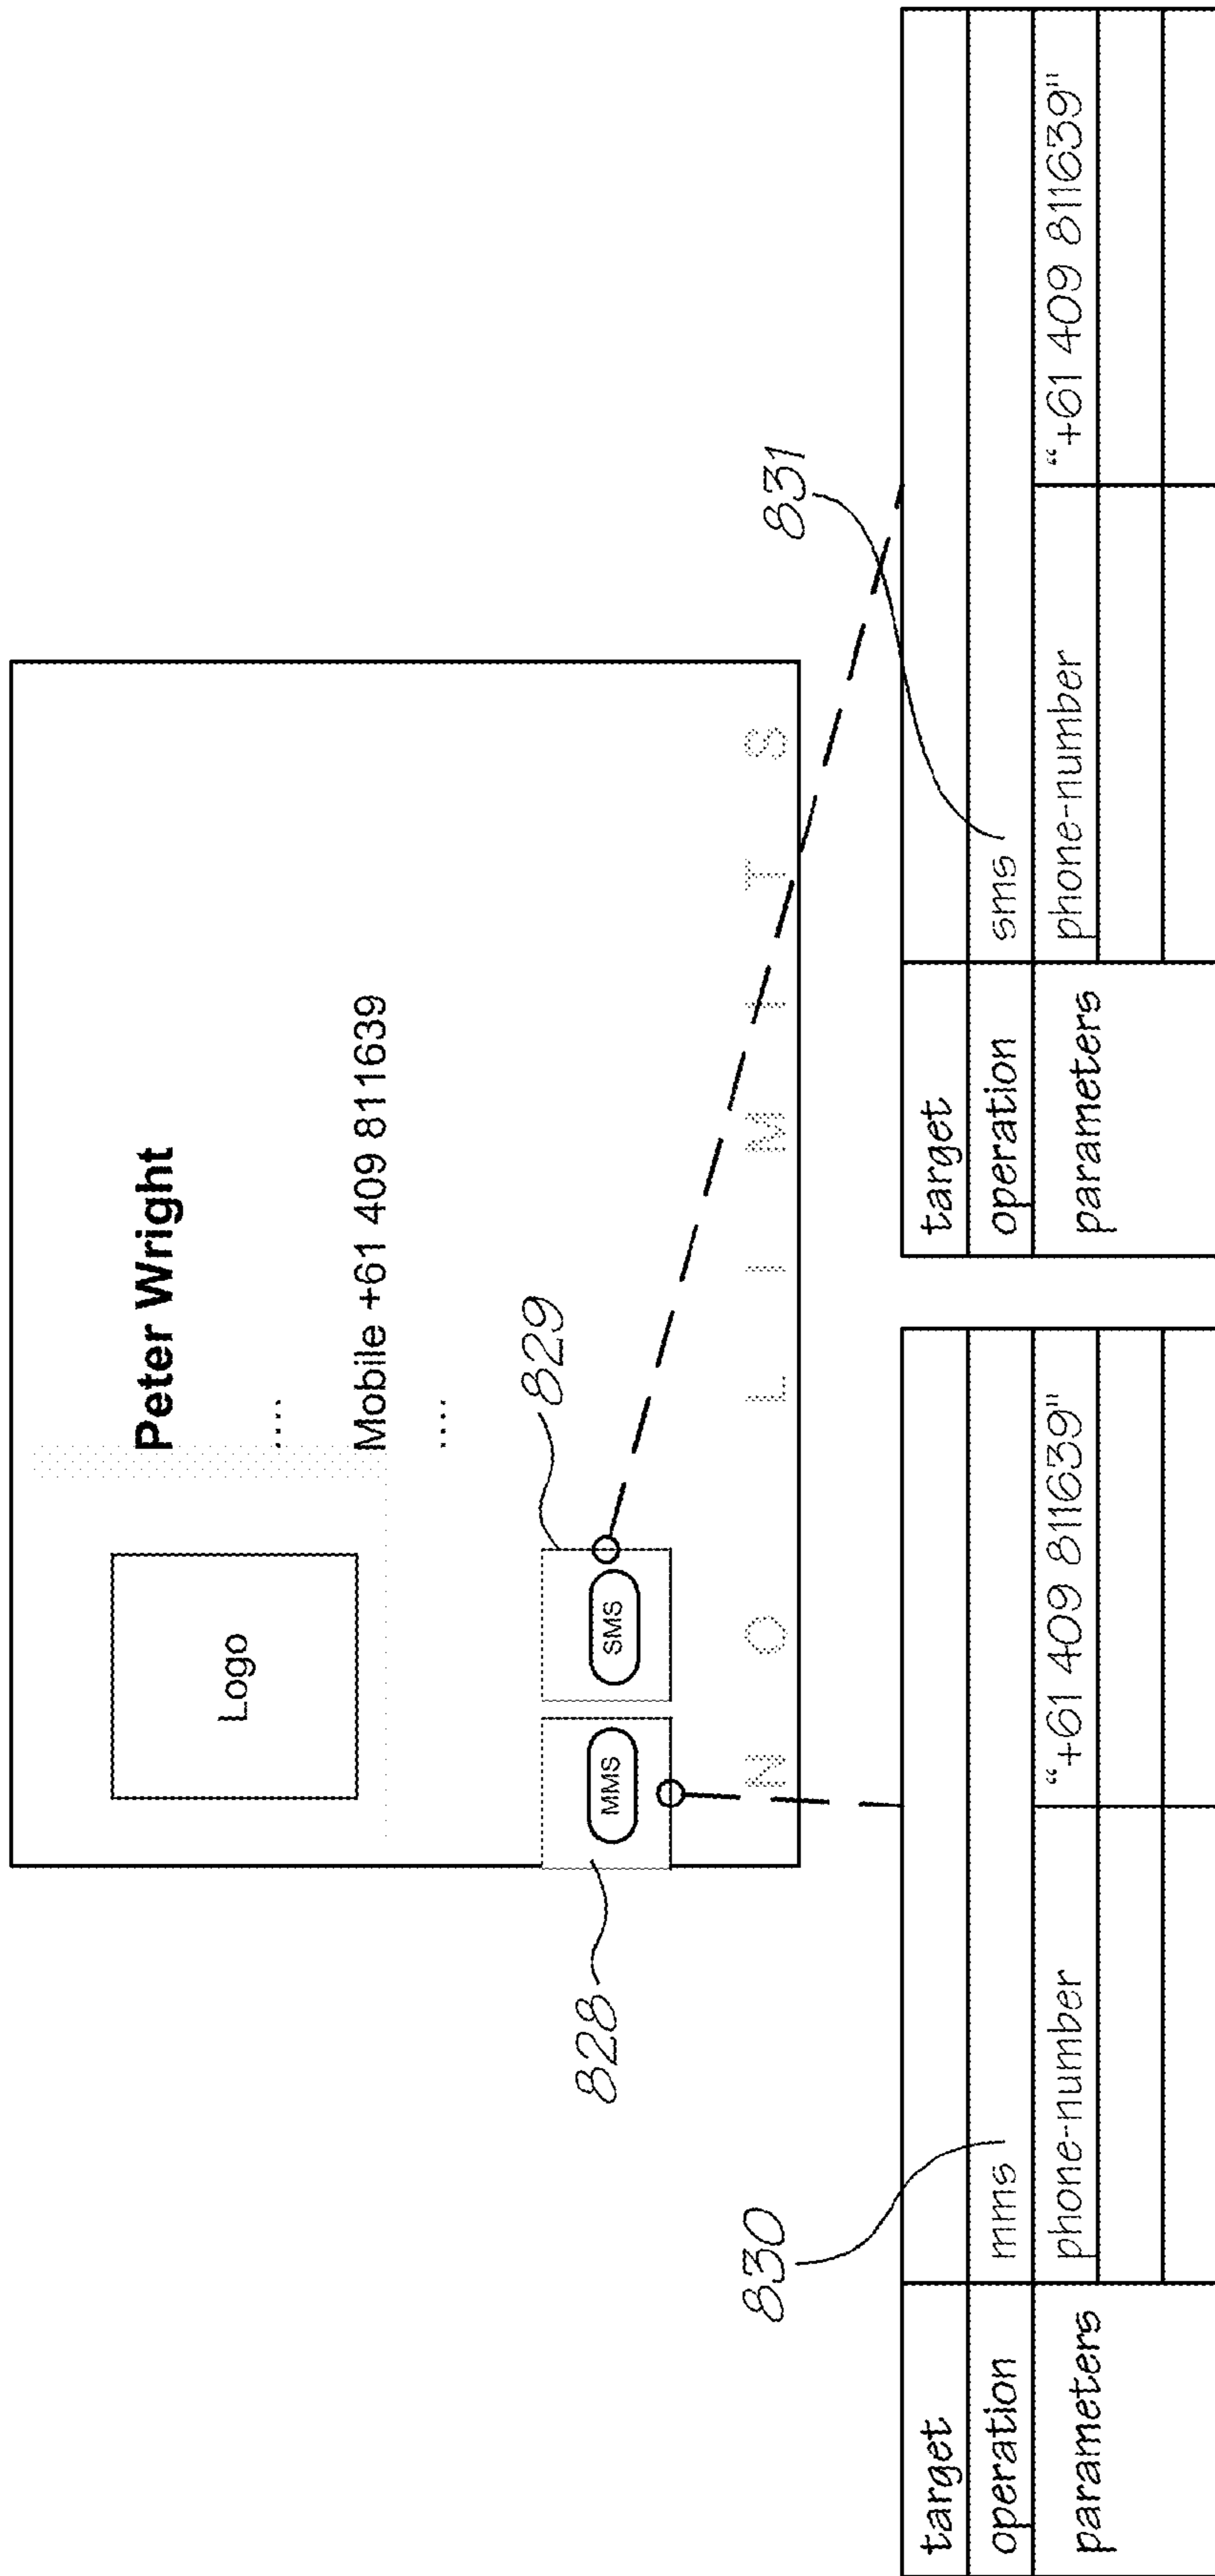 Logo
Peter Wright
....
Mobile +61 409 811639
....
829
828
MMS
SMS
N O L I M I T S
830
831
target
operation mms
parameters phone-number "+61 409 811639"
target
operation sms
parameters phone-number "+61 409 811639"